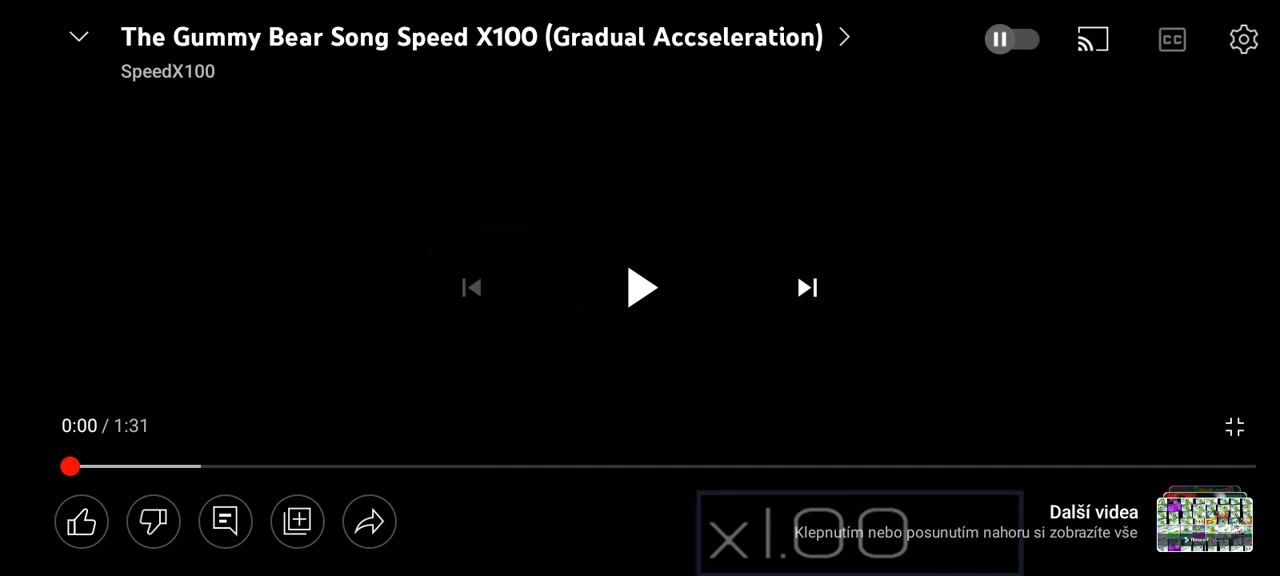 The Gummy Bear Song Speed X100 (Gradual Accseleration)
SpeedX100
CC
0:00 / 1:31
x1.00
Další videa
Klepnutím nebo posunutím nahoru si zobrazíte vše